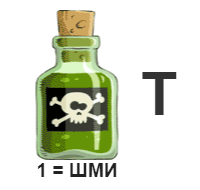 Т
1 = ШМИ